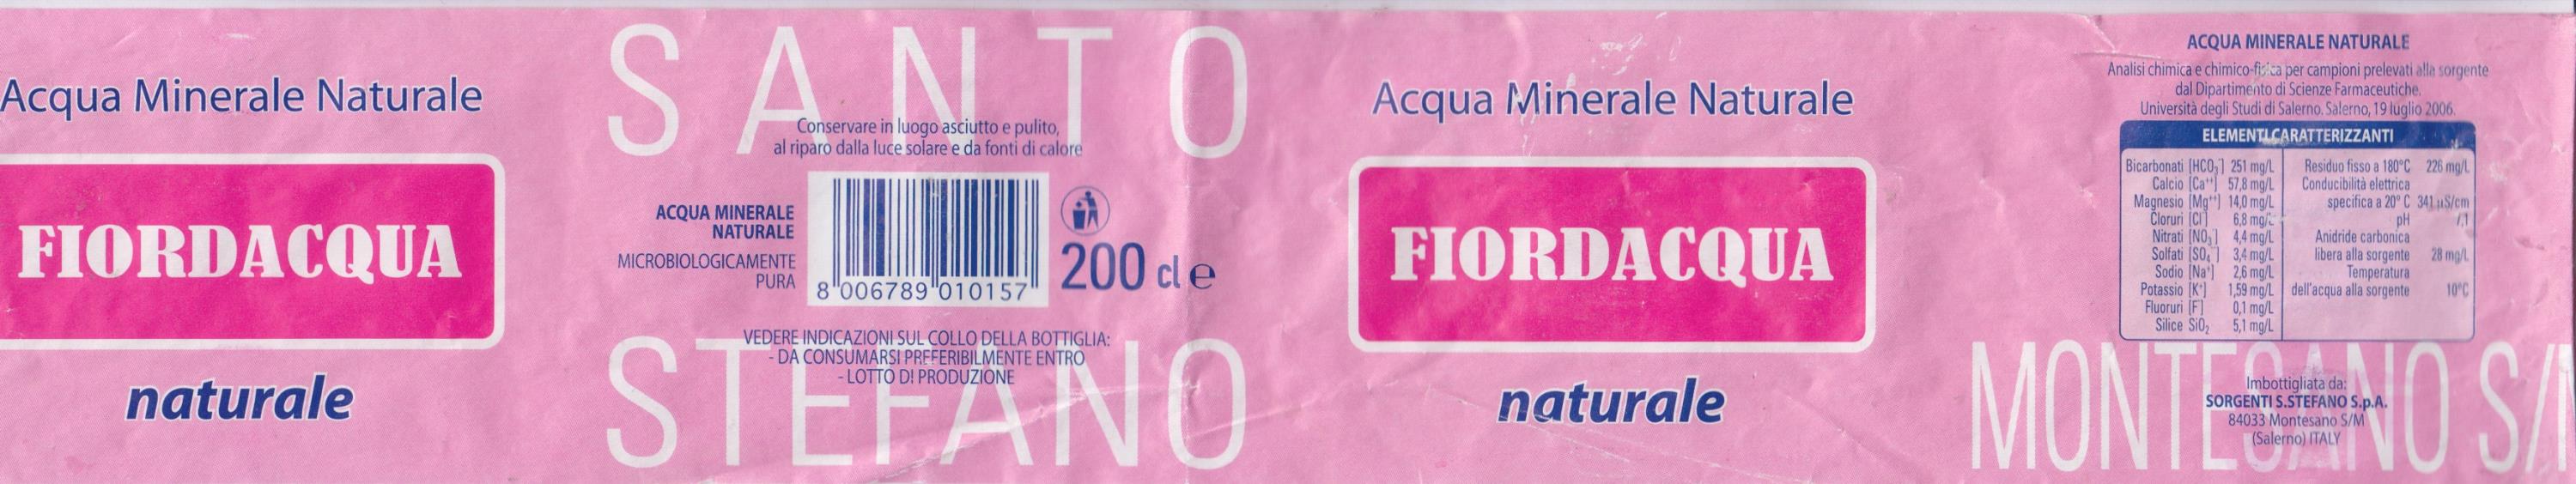 Acqua Minerale Naturale
FIORDACQUA
naturale
SANTO
Conservare in luogo asciutto e pulito,
al riparo dalla luce solare e da fonti di calore
ACQUA MINERALE
NATURALE
MICROBIOLOGICAMENTE
PURA
8 006789 010157
200 cl e
VEDERE INDICAZIONI SUL COLLO DELLA BOTTIGLIA:
- DA CONSUMARSI PREFERIBILMENTE ENTRO
- LOTTO DI PRODUZIONE
STEFANO
Acqua Minerale Naturale
FIORDACQUA
naturale
ACQUA MINERALE NATURALE
Analisi chimica e chimico-fisica per campioni prelevati alla sorgente
dal Dipartimento di Scienze Farmaceutiche.
Università degli Studi di Salerno. Salerno, 19 luglio 2006.
ELEMENTI CARATTERIZZANTI
Bicarbonati [HCO₃⁻] 251 mg/L
Calcio [Ca⁺⁺] 57,8 mg/L
Magnesio [Mg⁺⁺] 14,0 mg/L
Cloruri [Cl⁻] 6,8 mg/L
Nitrati [NO₃⁻] 4,4 mg/L
Solfati [SO₄⁻] 3,4 mg/L
Sodio [Na⁺] 2,6 mg/L
Potassio [K⁺] 1,59 mg/L
Fluoruri [F⁻] 0,1 mg/L
Silice SiO₂ 5,1 mg/L
Residuo fisso a 180°C 226 mg/L
Conducibilità elettrica
specifica a 20° C 341 µS/cm
pH 7,1
Anidride carbonica
libera alla sorgente 28 mg/L
Temperatura
dell'acqua alla sorgente 10°C
MONTESANO S/M
Imbottigliata da:
SORGENTI S.STEFANO S.p.A.
84033 Montesano S/M
(Salerno) ITALY